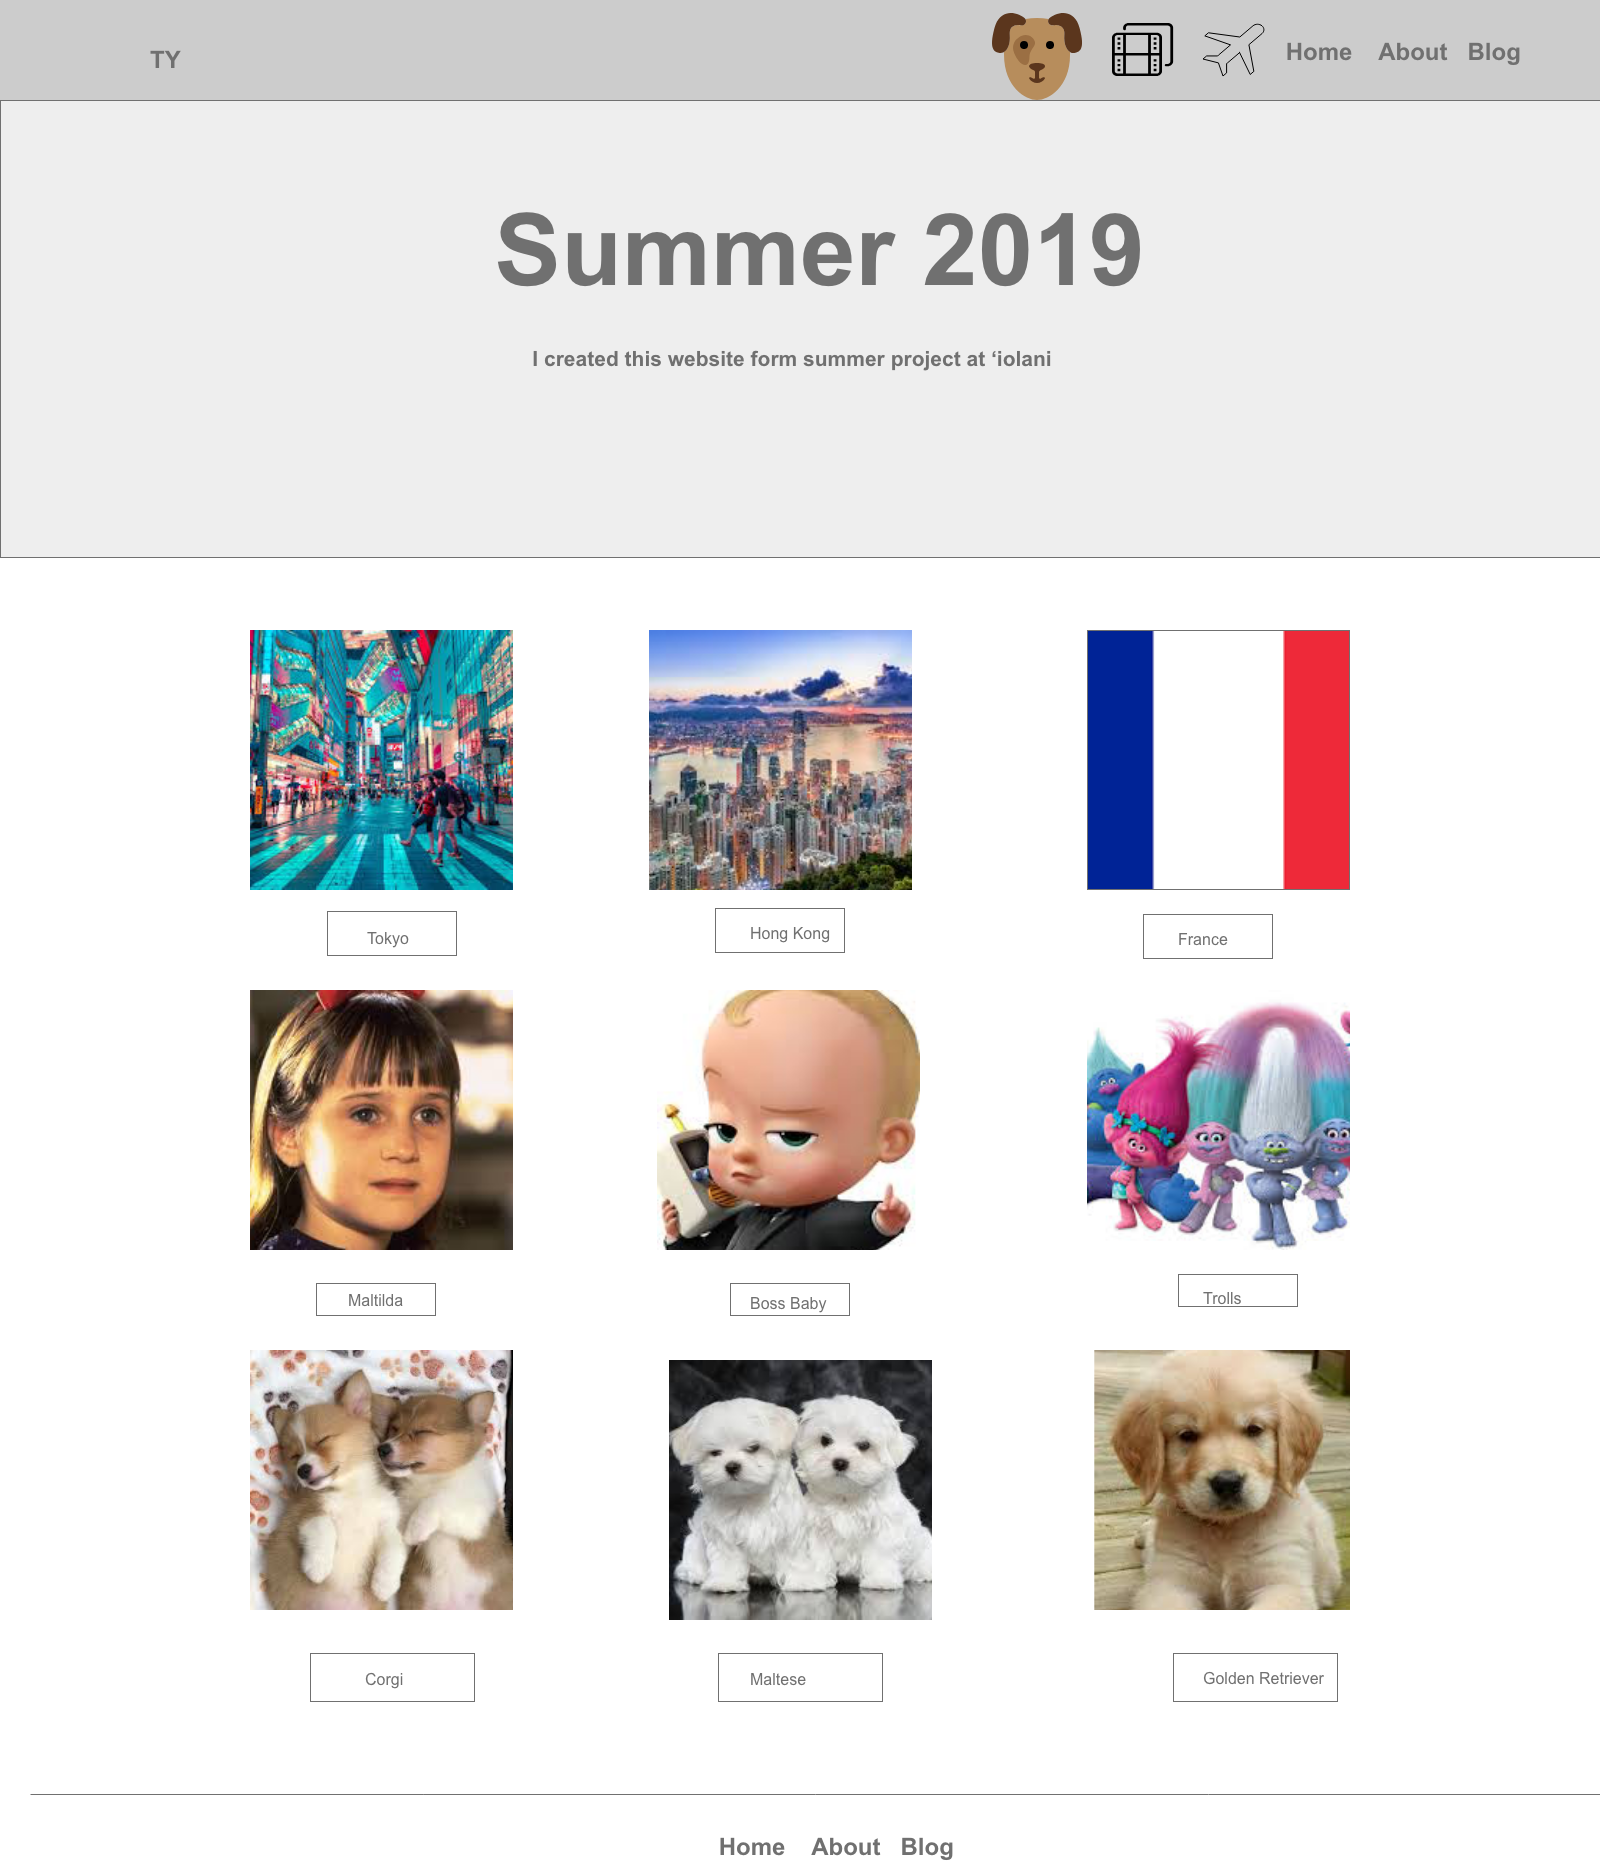 TY
Home About Blog
Summer 2019
I created this website form summer project at ‘iolani
Tokyo
Hong Kong
France
Maltilda
Boss Baby
Trolls
Corgi
Maltese
Golden Retriever
Home About Blog